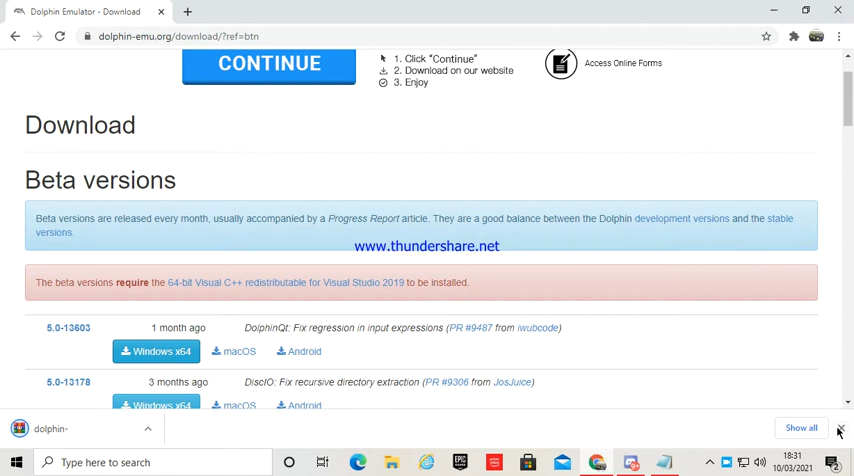 Dolphin Emulator - Download
dolphin-emu.org/download/?ref=btn
CONTINUE
1. Click "Continue"
2. Download on our website
3. Enjoy
Access Online Forms
Download
Beta versions
Beta versions are released every month, usually accompanied by a Progress Report article. They are a good balance between the Dolphin development versions and the stable
versions.
www.thundershare.net
The beta versions require the 64-bit Visual C++ redistributable for Visual Studio 2019 to be installed.
5.0-13603 1 month ago DolphinQt: Fix regression in input expressions (PR #9487 from iwubcode)
Windows x64 macOS Android
5.0-13178 3 months ago DiscIO: Fix recursive directory extraction (PR #9306 from JosJuice)
Windows x64 macOS Android
dolphin-
Show all
Type here to search
EPIC GAMES
18:31
10/03/2021
2